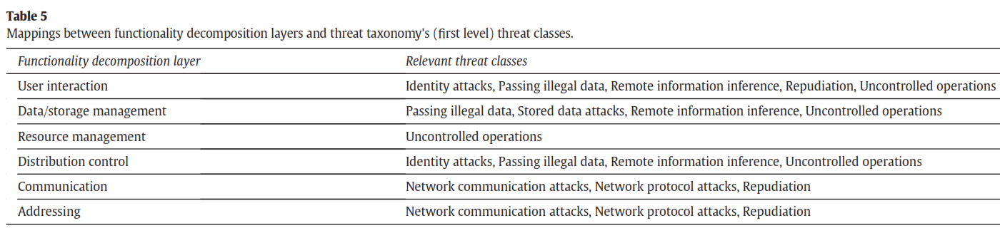 Table 5
Mappings between functionality decomposition layers and threat taxonomy's (first level) threat classes.
Functionality decomposition layer Relevant threat classes
User interaction Identity attacks, Passing illegal data, Remote information inference, Repudiation, Uncontrolled operations
Data/storage management Passing illegal data, Stored data attacks, Remote information inference, Uncontrolled operations
Resource management Uncontrolled operations
Distribution control Identity attacks, Passing illegal data, Remote information inference, Uncontrolled operations
Communication Network communication attacks, Network protocol attacks, Repudiation
Addressing Network communication attacks, Network protocol attacks, Repudiation